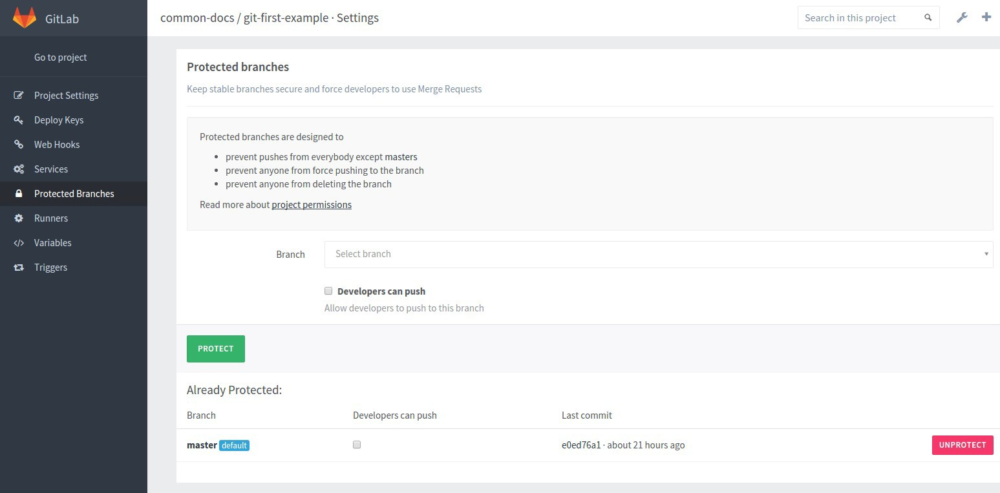 GitLab
common-docs / git-first-example · Settings
Search in this project
Go to project
Project Settings
Deploy Keys
Web Hooks
Services
Protected Branches
Runners
Variables
Triggers
Protected branches
Keep stable branches secure and force developers to use Merge Requests
Protected branches are designed to
• prevent pushes from everybody except masters
• prevent anyone from force pushing to the branch
• prevent anyone from deleting the branch
Read more about project permissions
Branch Select branch
Developers can push
Allow developers to push to this branch
PROTECT
Already Protected:
Branch Developers can push Last commit
master default e0ed76a1 · about 21 hours ago UNPROTECT